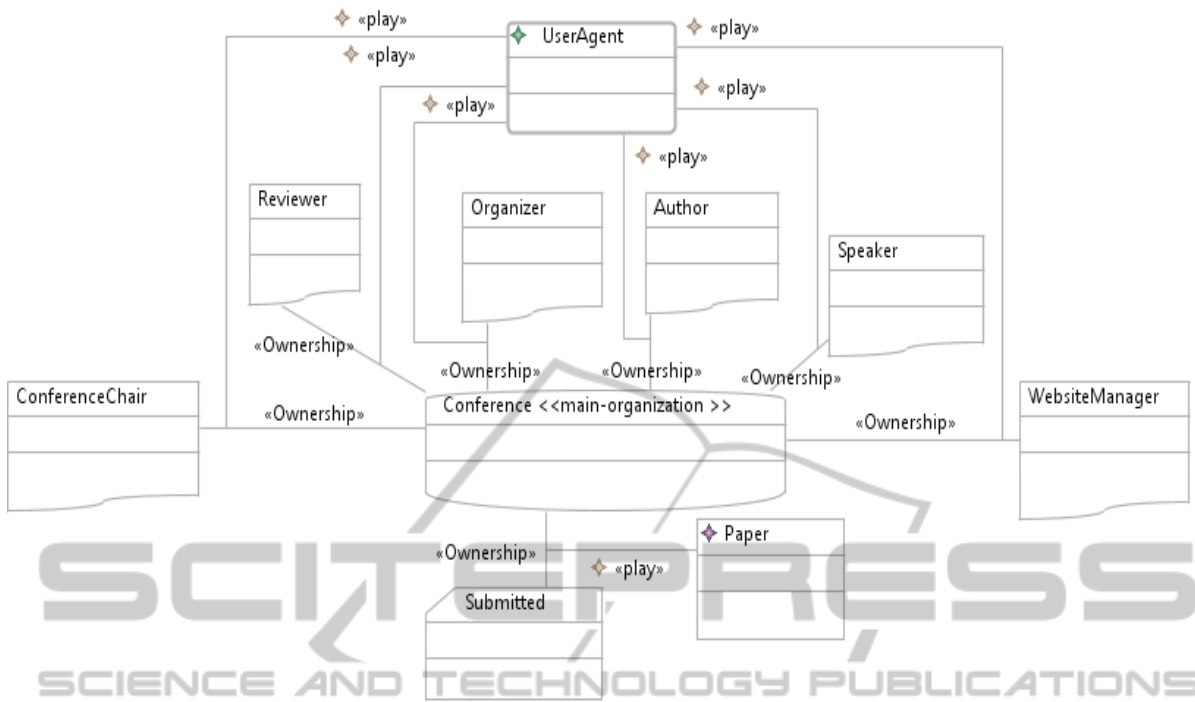 «play»
UserAgent
«play»
«play»
«play»
«play»
«play»
Reviewer
Organizer
Author
Speaker
«Ownership»
«Ownership»
«Ownership»
«Ownership»
ConferenceChair
«Ownership»
Conference <<main-organization >>
«Ownership»
WebsiteManager
«Ownership»
Paper
«play»
Submitted
SCITEPRESS
SCIENCE AND TECHNOLOGY PUBLICATIONS